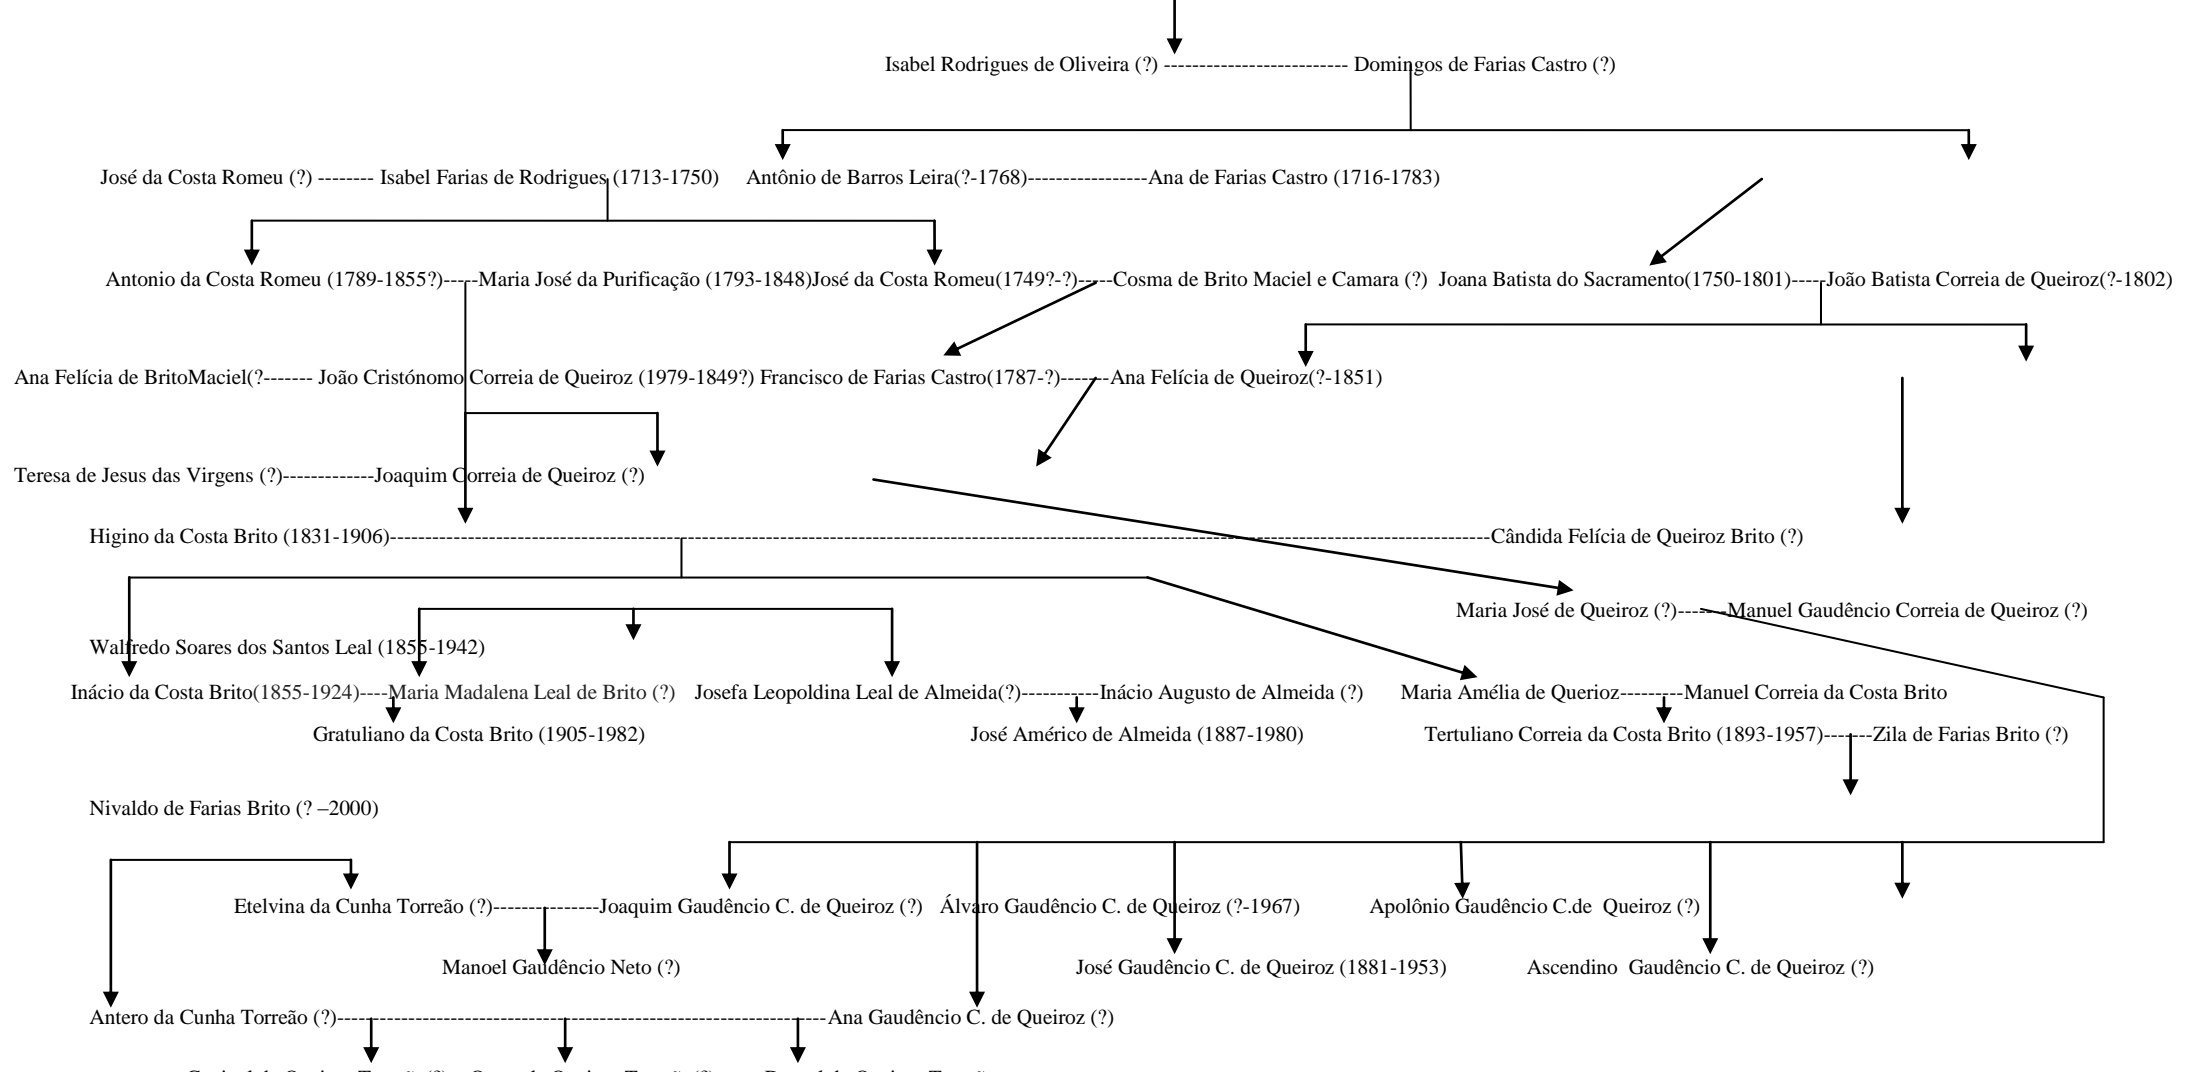 Isabel Rodrigues de Oliveira (?) -------------------------- Domingos de Farias Castro (?)
José da Costa Romeu (?) -------- Isabel Farias de Rodrigues (1713-1750) Antônio de Barros Leira(?-1768)-----------------Ana de Farias Castro (1716-1783)
Antonio da Costa Romeu (1789-1855?)-----Maria José da Purificação (1793-1848)José da Costa Romeu(1749?-?)-----Cosma de Brito Maciel e Camara (?) Joana Batista do Sacramento(1750-1801)-----João Batista Correia de Queiroz(?-1802)
Ana Felícia de BritoMaciel(?------- João Cristónomo Correia de Queiroz (1979-1849?) Francisco de Farias Castro(1787-?)-------Ana Felícia de Queiroz(?-1851)
Teresa de Jesus das Virgens (?)-------------Joaquim Correia de Queiroz (?)
Higino da Costa Brito (1831-1906)--------------------------------------------------------------------------------Cândida Felícia de Queiroz Brito (?)
Maria José de Queiroz (?)-------Manuel Gaudêncio Correia de Queiroz (?)
Walfredo Soares dos Santos Leal (1855-1942)
Inácio da Costa Brito(1855-1924)----Maria Madalena Leal de Brito (?) Josefa Leopoldina Leal de Almeida(?)-----------Inácio Augusto de Almeida (?) Maria Amélia de Querioz---------Manuel Correia da Costa Brito
Gratuliano da Costa Brito (1905-1982) José Américo de Almeida (1887-1980) Tertuliano Correia da Costa Brito (1893-1957)-------Zila de Farias Brito (?)
Nivaldo de Farias Brito (? –2000)
Etelvina da Cunha Torreão (?)---------------Joaquim Gaudêncio C. de Queiroz (?) Álvaro Gaudêncio C. de Queiroz (?-1967) Apolônio Gaudêncio C.de Queiroz (?)
Manoel Gaudêncio Neto (?) José Gaudêncio C. de Queiroz (1881-1953) Ascendino Gaudêncio C. de Queiroz (?)
Antero da Cunha Torreão (?)----------------------------------------------------------------------Ana Gaudêncio C. de Queiroz (?)